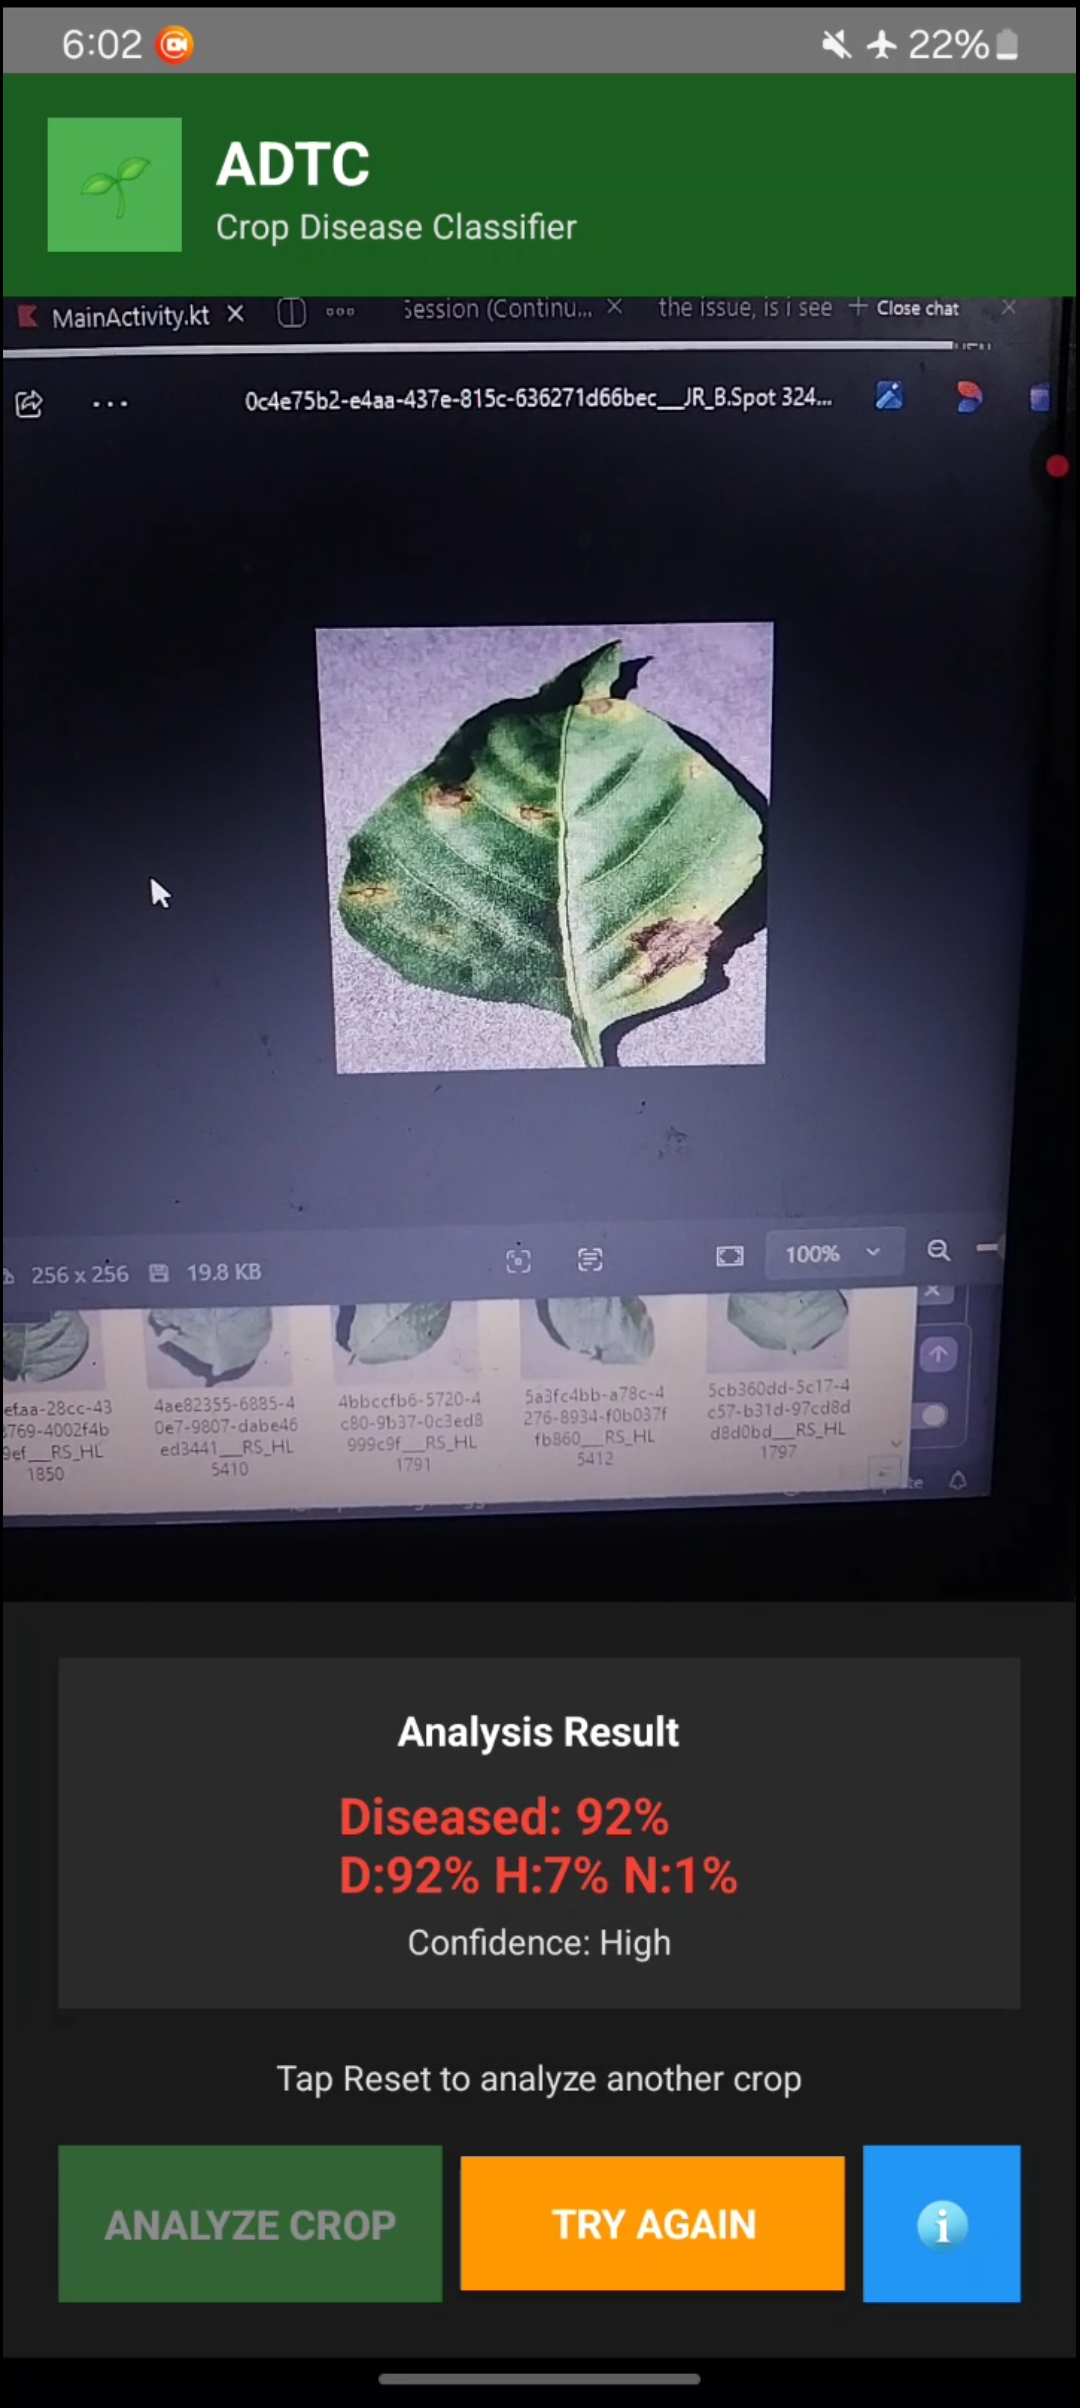 6:02
22%
ADTC
Crop Disease Classifier
MainActivity.kt
Session (Continu...
the issue, is i see
Close chat
0c4e75b2-e4aa-437e-815c-636271d66bec___JR_B.Spot 324...
256 x 256
19.8 KB
100%
efaa-28cc-43
4ae82355-6885-4
4bbccfb6-5720-4
5a3fc4bb-a78c-4
5cb360dd-5c17-4
3769-4002f4b
0e7-9807-dabe46
c80-9b37-0c3ed8
276-8934-f0b037f
c57-b31d-97cd8d
9ef___RS_HL
ed3441___RS_HL
999c9f___RS_HL
fb860___RS_HL
d8d0bd___RS_HL
1850
5410
1791
5412
1797
Analysis Result
Diseased: 92%
D:92% H:7% N:1%
Confidence: High
Tap Reset to analyze another crop
ANALYZE CROP
TRY AGAIN